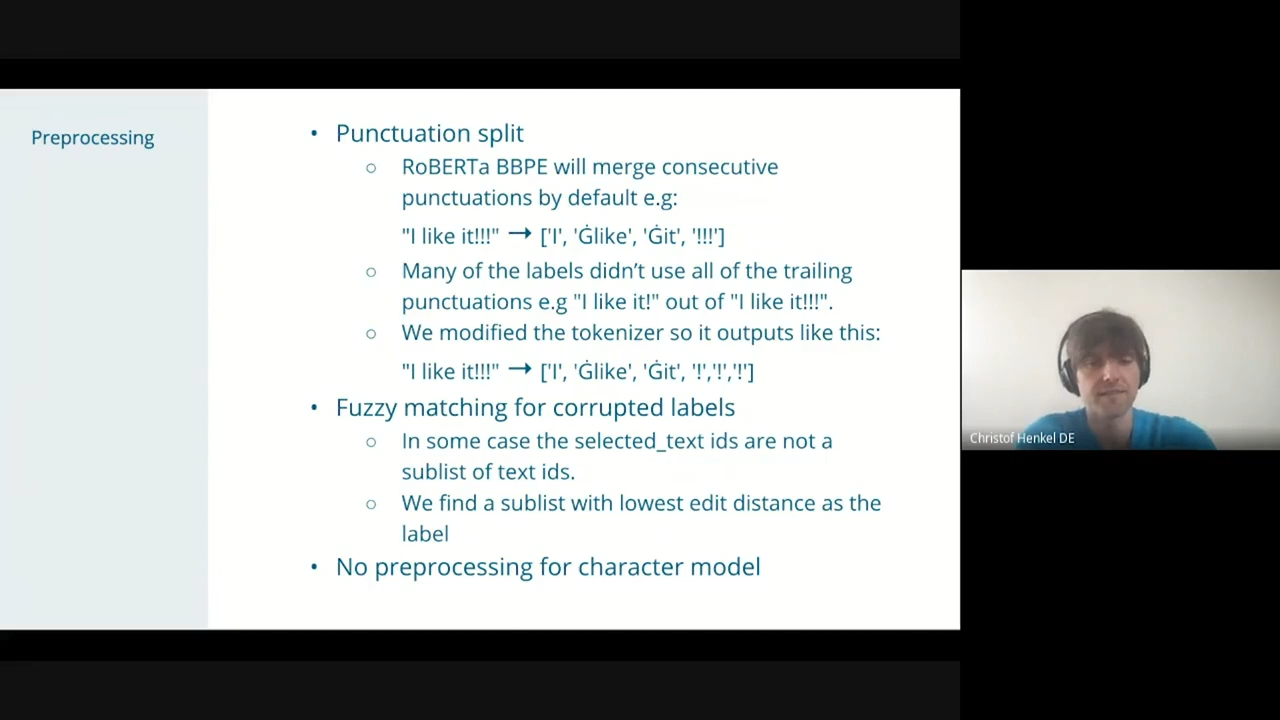 Preprocessing
• Punctuation split
○ RoBERTa BBPE will merge consecutive
punctuations by default e.g:
"I like it!!!" → ['I', 'Ġlike', 'Ġit', '!!!']
○ Many of the labels didn’t use all of the trailing
punctuations e.g "I like it!" out of "I like it!!!".
○ We modified the tokenizer so it outputs like this:
"I like it!!!" → ['I', 'Ġlike', 'Ġit', '!','!','!']
• Fuzzy matching for corrupted labels
○ In some case the selected_text ids are not a
sublist of text ids.
○ We find a sublist with lowest edit distance as the
label
• No preprocessing for character model
Christof Henkel DE